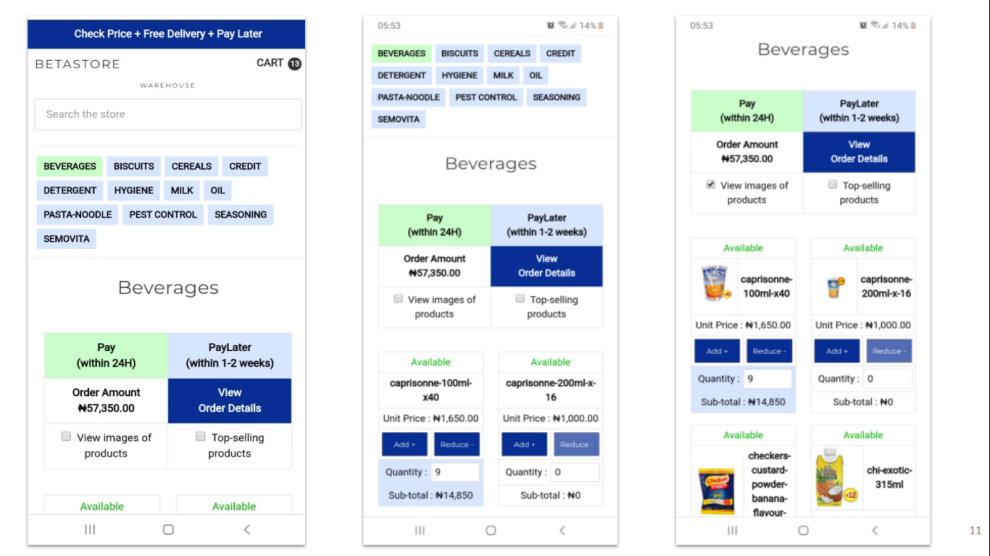 Check Price + Free Delivery + Pay Later
BETASTORE
CART 13
WAREHOUSE
Search the store
BEVERAGES BISCUITS CEREALS CREDIT
DETERGENT HYGIENE MILK OIL
PASTA-NOODLE PEST CONTROL SEASONING
SEMOVITA
Beverages
Pay PayLater
(within 24H) (within 1-2 weeks)
Order Amount View
₦57,350.00 Order Details
View images of Top-selling
products products
Available Available
05:53 14%
BEVERAGES BISCUITS CEREALS CREDIT
DETERGENT HYGIENE MILK OIL
PASTA-NOODLE PEST CONTROL SEASONING
SEMOVITA
Beverages
Pay PayLater
(within 24H) (within 1-2 weeks)
Order Amount View
₦57,350.00 Order Details
View images of Top-selling
products products
Available Available
caprisonne-100ml- caprisonne-200ml-x-
x40 16
Unit Price : ₦1,650.00 Unit Price : ₦1,000.00
Add + Reduce - Add + Reduce -
Quantity : 9 Quantity : 0
Sub-total : ₦14,850 Sub-total : ₦0
05:53 14%
Beverages
Pay PayLater
(within 24H) (within 1-2 weeks)
Order Amount View
₦57,350.00 Order Details
View images of Top-selling
products products
Available Available
caprisonne- caprisonne-
100ml-x40 200ml-x-16
Unit Price : ₦1,650.00 Unit Price : ₦1,000.00
Add + Reduce - Add + Reduce -
Quantity : 9 Quantity : 0
Sub-total : ₦14,850 Sub-total : ₦0
Available Available
checkers-
custard-
powder-
banana-
flavour-
chi-exotic-
315ml
×12
11